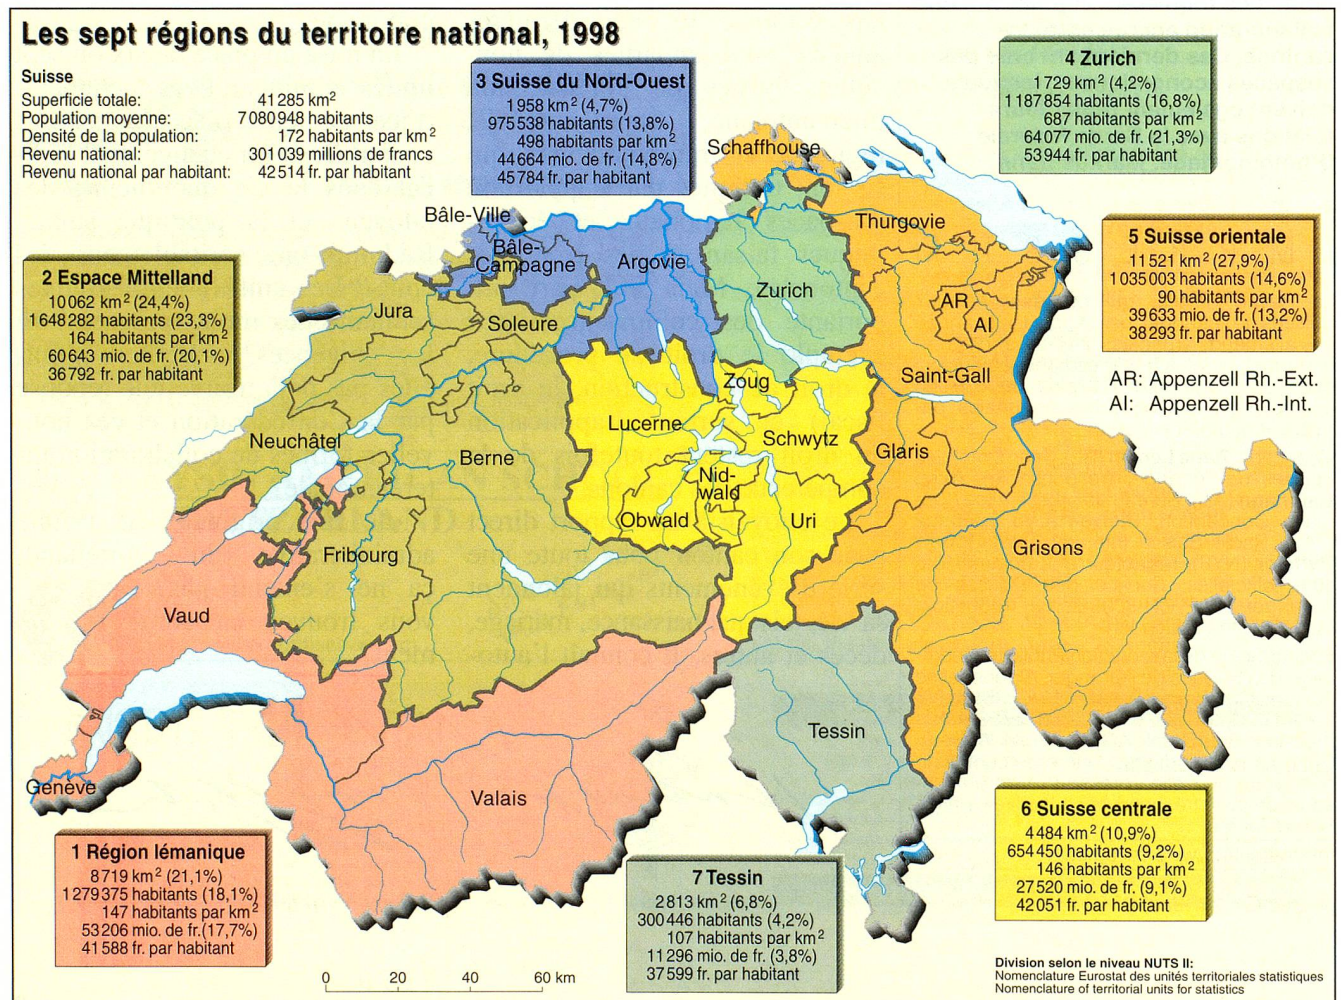 Les sept régions du territoire national, 1998
Suisse
Superficie totale: 41 285 km²
Population moyenne: 7 080 948 habitants
Densité de la population: 172 habitants par km²
Revenu national: 301 039 millions de francs
Revenu national par habitant: 42 514 fr. par habitant
3 Suisse du Nord-Ouest
1 958 km² (4,7%)
975 538 habitants (13,8%)
498 habitants par km²
44 664 mio. de fr. (14,8%)
45 784 fr. par habitant
4 Zurich
1 729 km² (4,2%)
1 187 854 habitants (16,8%)
687 habitants par km²
64 077 mio. de fr. (21,3%)
53 944 fr. par habitant
2 Espace Mittelland
10 062 km² (24,4%)
1 648 282 habitants (23,3%)
164 habitants par km²
60 643 mio. de fr. (20,1%)
36 792 fr. par habitant
5 Suisse orientale
11 521 km² (27,9%)
1 035 003 habitants (14,6%)
90 habitants par km²
39 633 mio. de fr. (13,2%)
38 293 fr. par habitant
AR: Appenzell Rh.-Ext.
AI: Appenzell Rh.-Int.
Schaffhouse
Bâle-Ville
Bâle-
Campagne
Argovie
Thurgovie
Zurich
AR
AI
Jura
Soleure
Saint-Gall
Zoug
Lucerne
Schwytz
Neuchâtel
Berne
Glaris
Nid-
wald
Obwald
Uri
Fribourg
Grisons
Vaud
Tessin
Genève
Valais
1 Région lémanique
8 719 km² (21,1%)
1 279 375 habitants (18,1%)
147 habitants par km²
53 206 mio. de fr.(17,7%)
41 588 fr. par habitant
7 Tessin
2 813 km² (6,8%)
300 446 habitants (4,2%)
107 habitants par km²
11 296 mio. de fr. (3,8%)
37 599 fr. par habitant
6 Suisse centrale
4 484 km² (10,9%)
654 450 habitants (9,2%)
146 habitants par km²
27 520 mio. de fr. (9,1%)
42 051 fr. par habitant
0 20 40 60 km
Division selon le niveau NUTS II:
Nomenclature Eurostat des unités territoriales statistiques
Nomenclature of territorial units for statistics